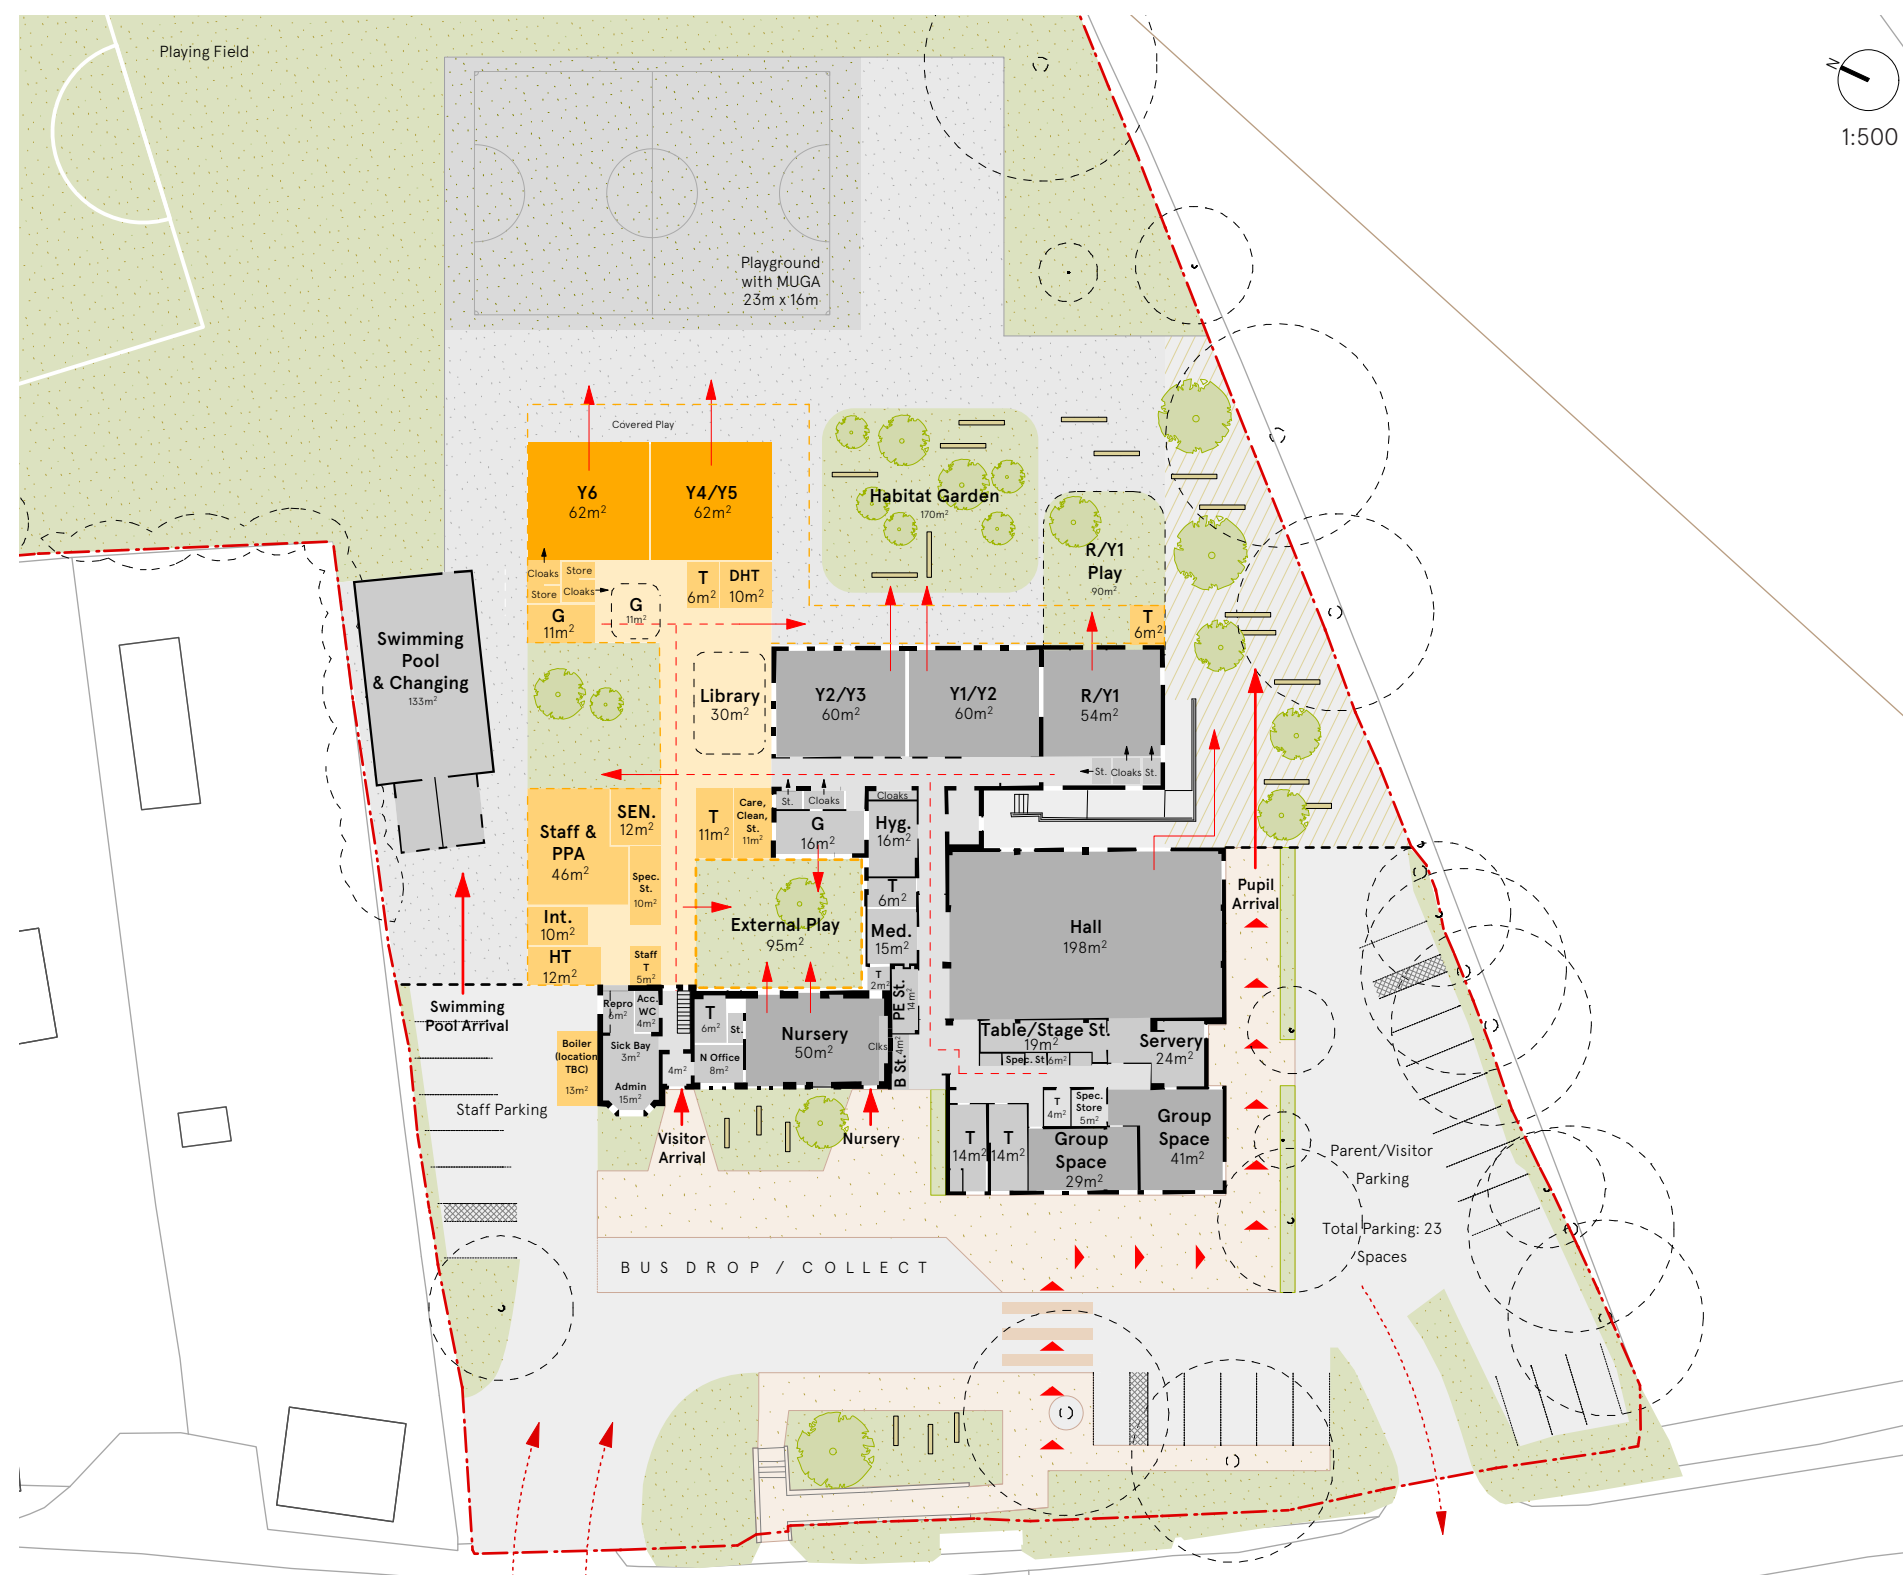 Playing Field
N
1:500
Playground
with MUGA
23m x 16m
Covered Play
Y6
62m²
Y4/Y5
62m²
Habitat Garden
170m²
R/Y1
Play
90m²
Cloaks
Store
Store
Cloaks
G
11m²
G
11m²
T
6m²
DHT
10m²
T
6m²
Swimming
Pool
& Changing
133m²
Library
30m²
Y2/Y3
60m²
Y1/Y2
60m²
R/Y1
54m²
St.
Cloaks
St.
Staff &
PPA
46m²
SEN.
12m²
Spec.
St.
10m²
T
11m²
Care,
Clean,
St.
11m²
St.
Cloaks
G
16m²
Cloaks
Hyg.
16m²
T
6m²
Med.
15m²
T
2m²
PE St.
14m²
B St.
4m²
External Play
95m²
Hall
198m²
Pupil
Arrival
Int.
10m²
HT
12m²
Staff
T
5m²
Swimming
Pool Arrival
Repro
6m²
Acc.
WC
4m²
Sick Bay
3m²
Admin
15m²
Boiler
(location
TBC)
13m²
4m²
T
6m²
St.
N Office
8m²
Nursery
50m²
Clks
Table/Stage St.
19m²
Spec. St
6m²
Servery
24m²
Staff Parking
Visitor
Arrival
Nursery
T
14m²
T
14m²
T
4m²
Spec.
Store
5m²
Group
Space
29m²
Group
Space
41m²
Parent/Visitor
Parking
Total Parking: 23
Spaces
BUS DROP / COLLECT